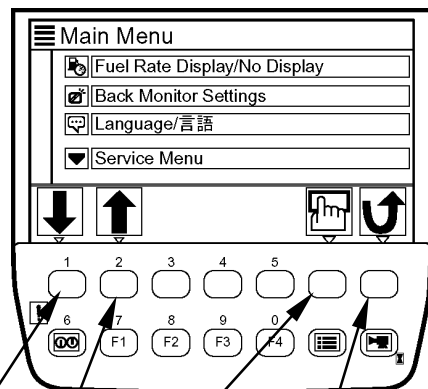 Main Menu
Fuel Rate Display/No Display
Back Monitor Settings
Language/言語
Service Menu
1 2 3 4 5
6 7 8 9 0
F1 F2 F3 F4